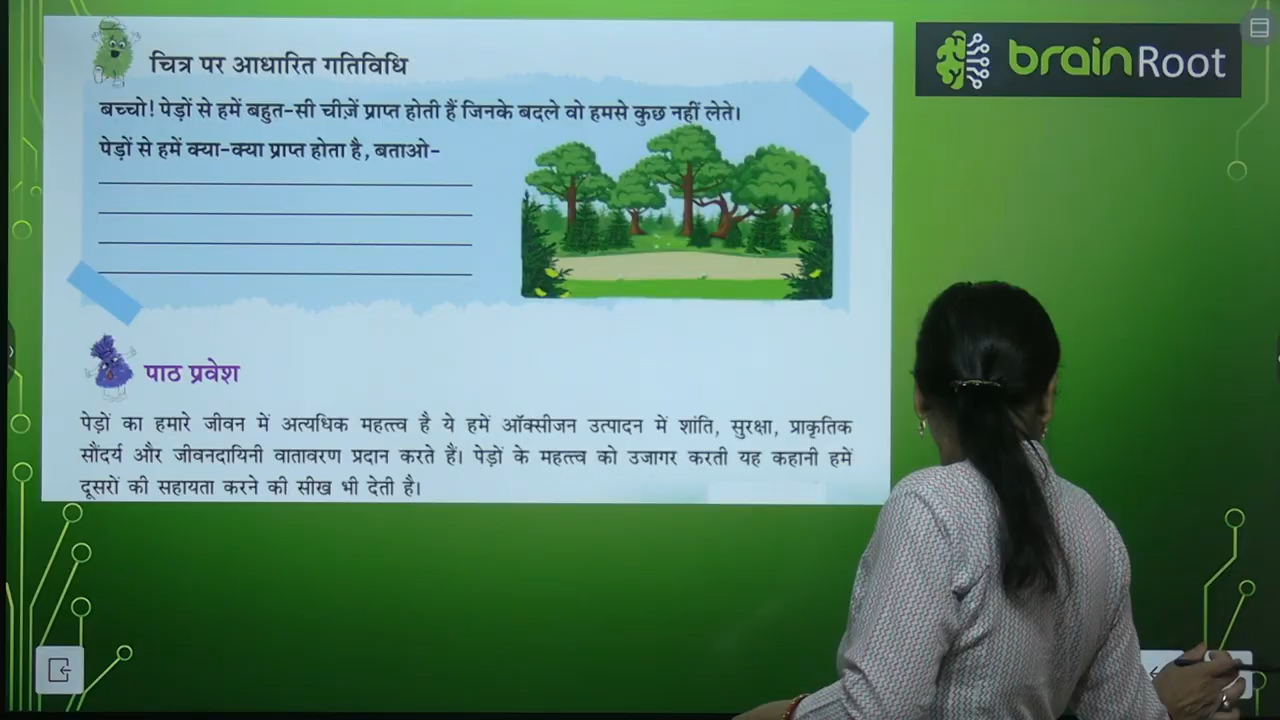 चित्र पर आधारित गतिविधि
बच्चो! पेड़ों से हमें बहुत-सी चीज़ें प्राप्त होती हैं जिनके बदले वो हमसे कुछ नहीं लेते।
पेड़ों से हमें क्या-क्या प्राप्त होता है, बताओ-
पाठ प्रवेश
पेड़ों का हमारे जीवन में अत्यधिक महत्त्व है ये हमें ऑक्सीजन उत्पादन में शांति, सुरक्षा, प्राकृतिक
सौंदर्य और जीवनदायिनी वातावरण प्रदान करते हैं। पेड़ों के महत्त्व को उजागर करती यह कहानी हमें
दूसरों की सहायता करने की सीख भी देती है।
brainRoot